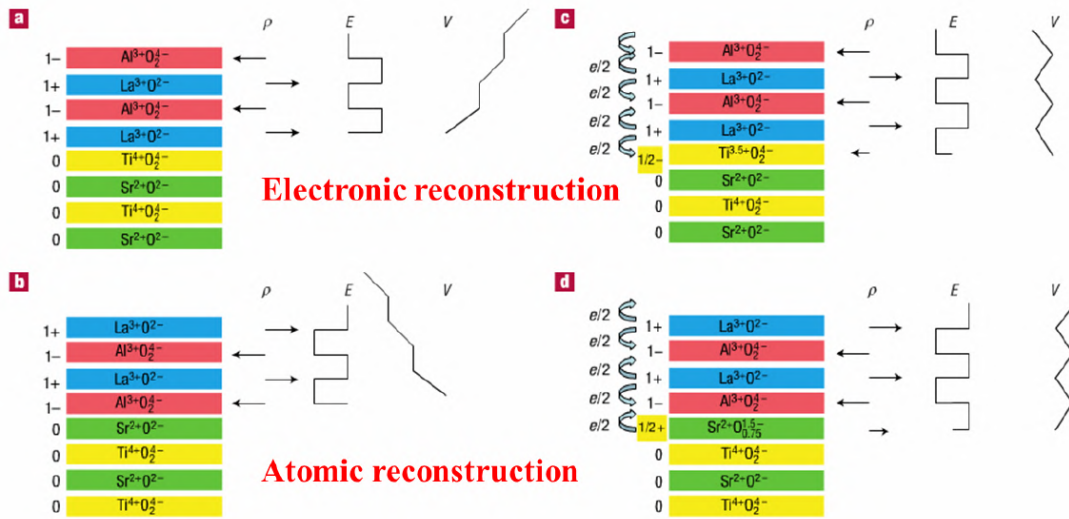 a
ρ E V
1– Al³⁺O₂⁴⁻
1+ La³⁺O²⁻
1– Al³⁺O₂⁴⁻
1+ La³⁺O²⁻
0 Ti⁴⁺O₂⁴⁻
0 Sr²⁺O²⁻
0 Ti⁴⁺O₂⁴⁻
0 Sr²⁺O²⁻
Electronic reconstruction
c
ρ E V
1– Al³⁺O₂⁴⁻
e/2
1+ La³⁺O²⁻
e/2
1– Al³⁺O₂⁴⁻
e/2
1+ La³⁺O²⁻
e/2
1/2– Ti³·⁵⁺O₂⁴⁻
0 Sr²⁺O²⁻
0 Ti⁴⁺O₂⁴⁻
0 Sr²⁺O²⁻
b
ρ E V
1+ La³⁺O²⁻
1– Al³⁺O₂⁴⁻
1+ La³⁺O²⁻
1– Al³⁺O₂⁴⁻
0 Sr²⁺O²⁻
0 Ti⁴⁺O₂⁴⁻
0 Sr²⁺O²⁻
0 Ti⁴⁺O₂⁴⁻
Atomic reconstruction
d
ρ E V
e/2
1+ La³⁺O²⁻
e/2
1– Al³⁺O₂⁴⁻
e/2
1+ La³⁺O²⁻
e/2
1– Al³⁺O₂⁴⁻
e/2
1/2+ Sr²⁺O₀.₇₅¹·⁵⁻
0 Ti⁴⁺O₂⁴⁻
0 Sr²⁺O²⁻
0 Ti⁴⁺O₂⁴⁻